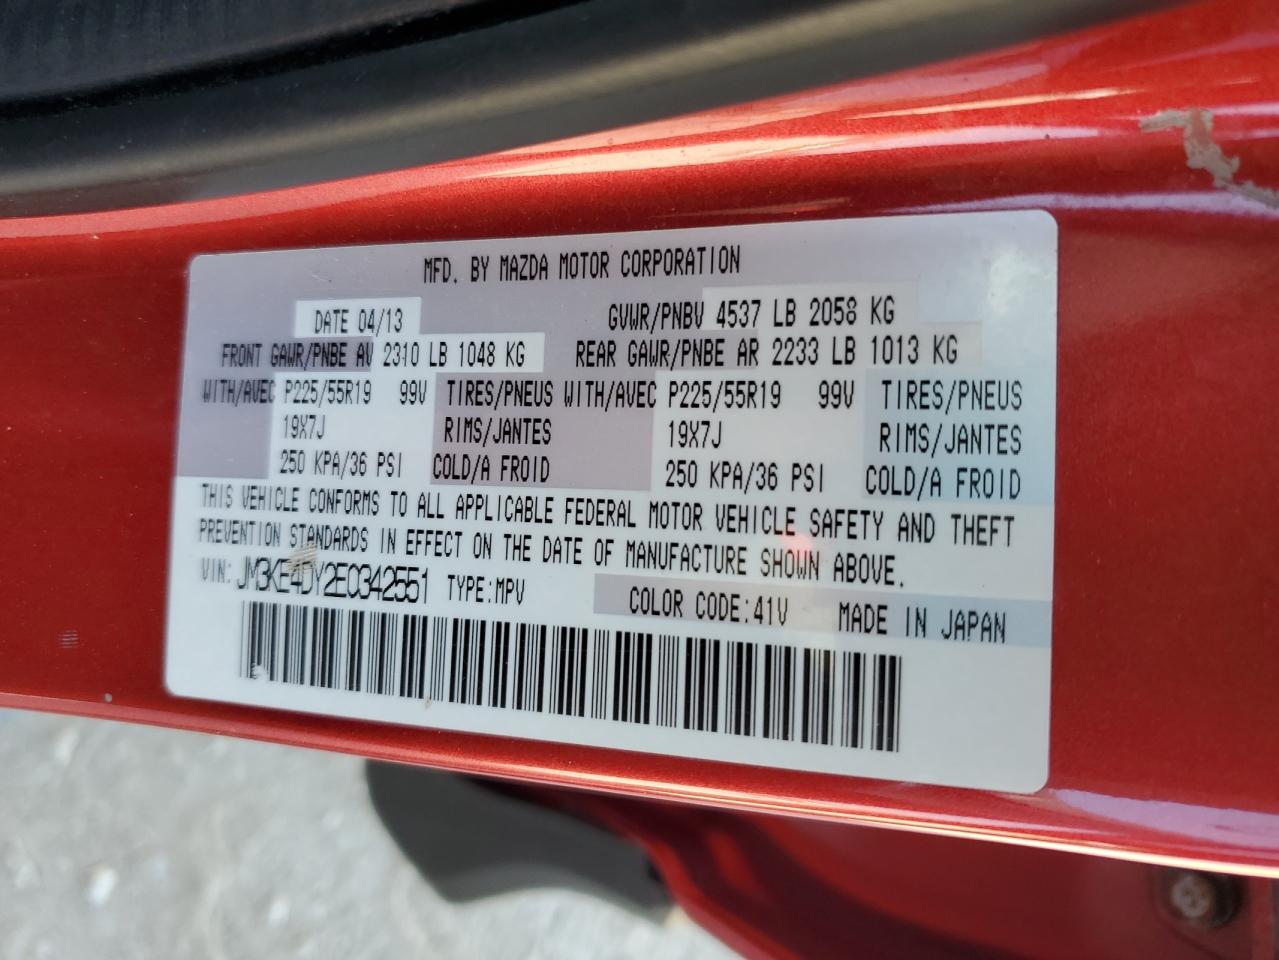 MFD. BY MAZDA MOTOR CORPORATION
DATE 04/13 GVWR/PNBV 4537 LB 2058 KG
FRONT GAWR/PNBE AV 2310 LB 1048 KG REAR GAWR/PNBE AR 2233 LB 1013 KG
WITH/AVEC P225/55R19 99V TIRES/PNEUS WITH/AVEC P225/55R19 99V TIRES/PNEUS
19X7J RIMS/JANTES 19X7J RIMS/JANTES
250 KPA/36 PSI COLD/A FROID 250 KPA/36 PSI COLD/A FROID
THIS VEHICLE CONFORMS TO ALL APPLICABLE FEDERAL MOTOR VEHICLE SAFETY AND THEFT
PREVENTION STANDARDS IN EFFECT ON THE DATE OF MANUFACTURE SHOWN ABOVE.
VIN: JM3KE4DY2E0342551 TYPE:MPV COLOR CODE:41V MADE IN JAPAN